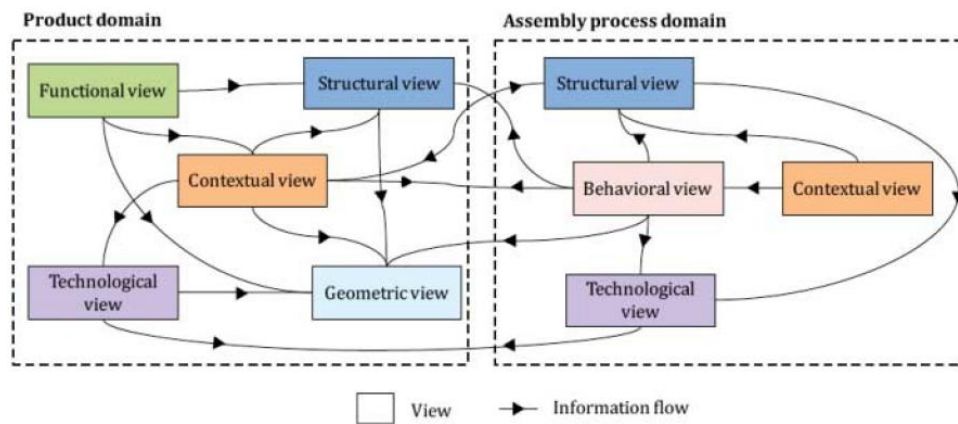 Product domain
Assembly process domain
Functional view
Structural view
Structural view
Contextual view
Behavioral view
Contextual view
Technological
view
Geometric view
Technological
view
View
Information flow